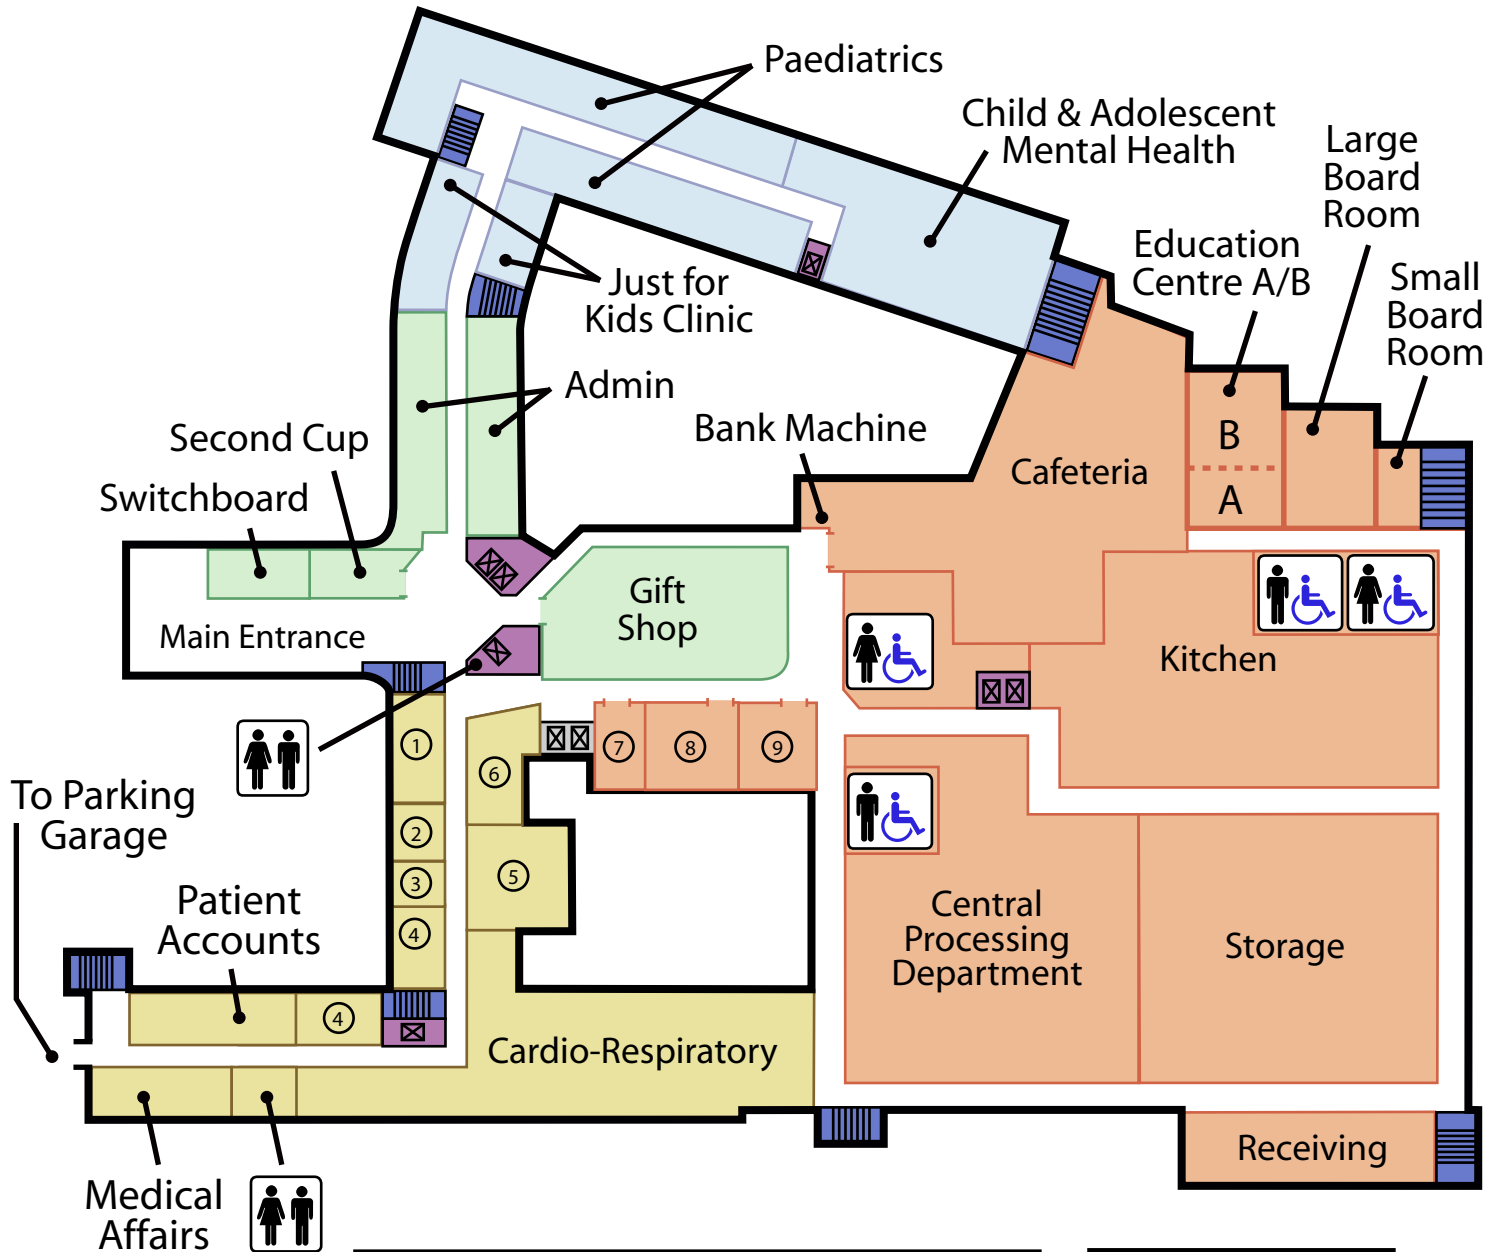 Paediatrics
Child & Adolescent
Mental Health
Large
Board
Room
Education
Centre A/B
Small
Board
Room
Just for
Kids Clinic
Admin
Bank Machine
Second Cup
Switchboard
Cafeteria
B
A
Gift
Shop
Main Entrance
Kitchen
1
2
3
4
6
7
8
9
5
To Parking
Garage
Patient
Accounts
4
Central
Processing
Department
Storage
Cardio-Respiratory
Receiving
Medical
Affairs